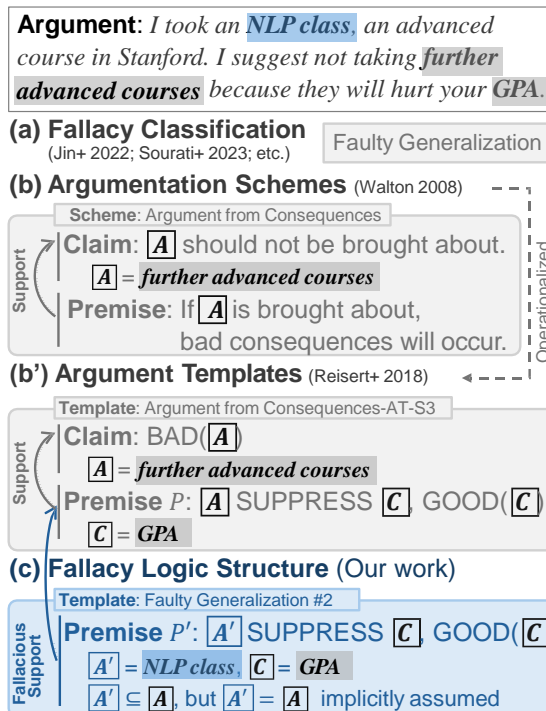 Argument: I took an NLP class, an advanced
course in Stanford. I suggest not taking further
advanced courses because they will hurt your GPA.
(a) Fallacy Classification
(Jin+ 2022; Sourati+ 2023; etc.)
Faulty Generalization
(b) Argumentation Schemes (Walton 2008)
Scheme: Argument from Consequences
Support
Claim: A should not be brought about.
A = further advanced courses
Premise: If A is brought about,
bad consequences will occur.
Operationalized
(b') Argument Templates (Reisert+ 2018)
Template: Argument from Consequences-AT-S3
Support
Claim: BAD(A)
A = further advanced courses
Premise P: A SUPPRESS C, GOOD(C)
C = GPA
(c) Fallacy Logic Structure (Our work)
Template: Faulty Generalization #2
Fallacious
Support
Premise P': A' SUPPRESS C, GOOD(C
A' = NLP class, C = GPA
A' ⊆ A, but A' = A implicitly assumed